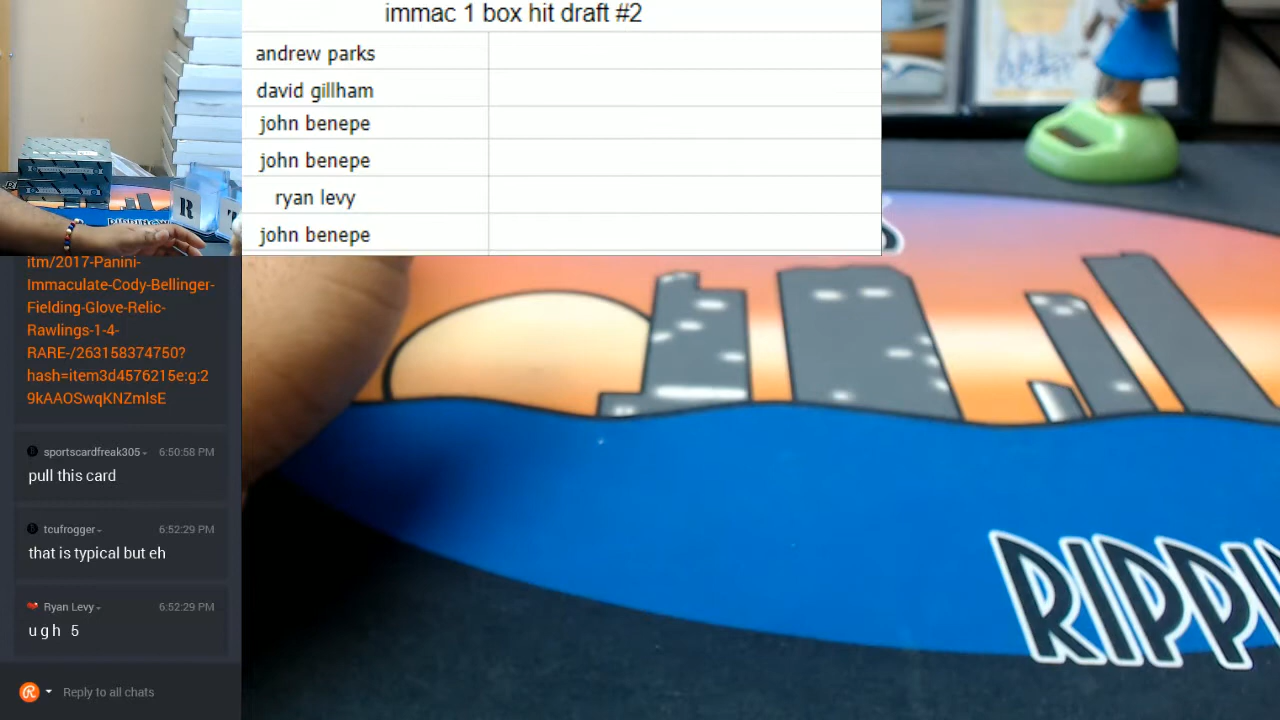 immac 1 box hit draft #2
andrew parks
david gillham
john benepe
john benepe
ryan levy
john benepe
R
itm/2017-Panini-
Immaculate-Cody-Bellinger-
Fielding-Glove-Relic-
Rawlings-1-4-
RARE-/263158374750?
hash=item3d4576215e:g:2
9kAAOSwqKNZmlsE
sportscardfreak305 6:50:58 PM
pull this card
tcufrogger 6:52:29 PM
that is typical but eh
Ryan Levy 6:52:29 PM
u g h 5
Reply to all chats
RIPPI